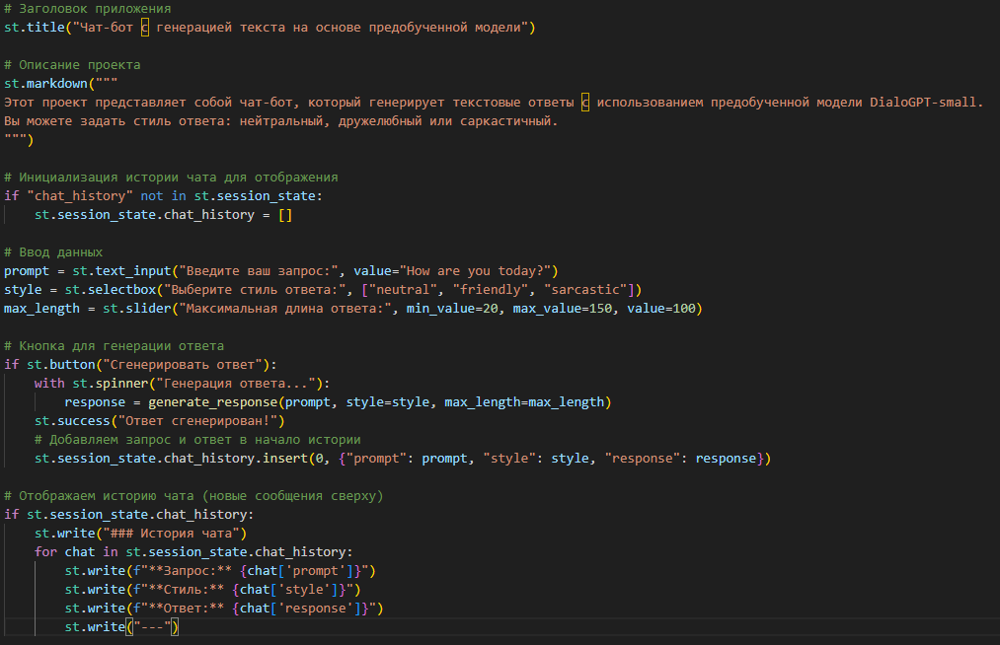 # Заголовок приложения
st.title("Чат-бот с генерацией текста на основе предобученной модели")
# Описание проекта
st.markdown("""
Этот проект представляет собой чат-бот, который генерирует текстовые ответы с использованием предобученной модели DialoGPT-small.
Вы можете задать стиль ответа: нейтральный, дружелюбный или саркастичный.
""")
# Инициализация истории чата для отображения
if "chat_history" not in st.session_state:
    st.session_state.chat_history = []
# Ввод данных
prompt = st.text_input("Введите ваш запрос:", value="How are you today?")
style = st.selectbox("Выберите стиль ответа:", ["neutral", "friendly", "sarcastic"])
max_length = st.slider("Максимальная длина ответа:", min_value=20, max_value=150, value=100)
# Кнопка для генерации ответа
if st.button("Сгенерировать ответ"):
    with st.spinner("Генерация ответа..."):
        response = generate_response(prompt, style=style, max_length=max_length)
    st.success("Ответ сгенерирован!")
    # Добавляем запрос и ответ в начало истории
    st.session_state.chat_history.insert(0, {"prompt": prompt, "style": style, "response": response})
# Отображаем историю чата (новые сообщения сверху)
if st.session_state.chat_history:
    st.write("### История чата")
    for chat in st.session_state.chat_history:
        st.write(f"**Запрос:** {chat['prompt']}")
        st.write(f"**Стиль:** {chat['style']}")
        st.write(f"**Ответ:** {chat['response']}")
        st.write("---")